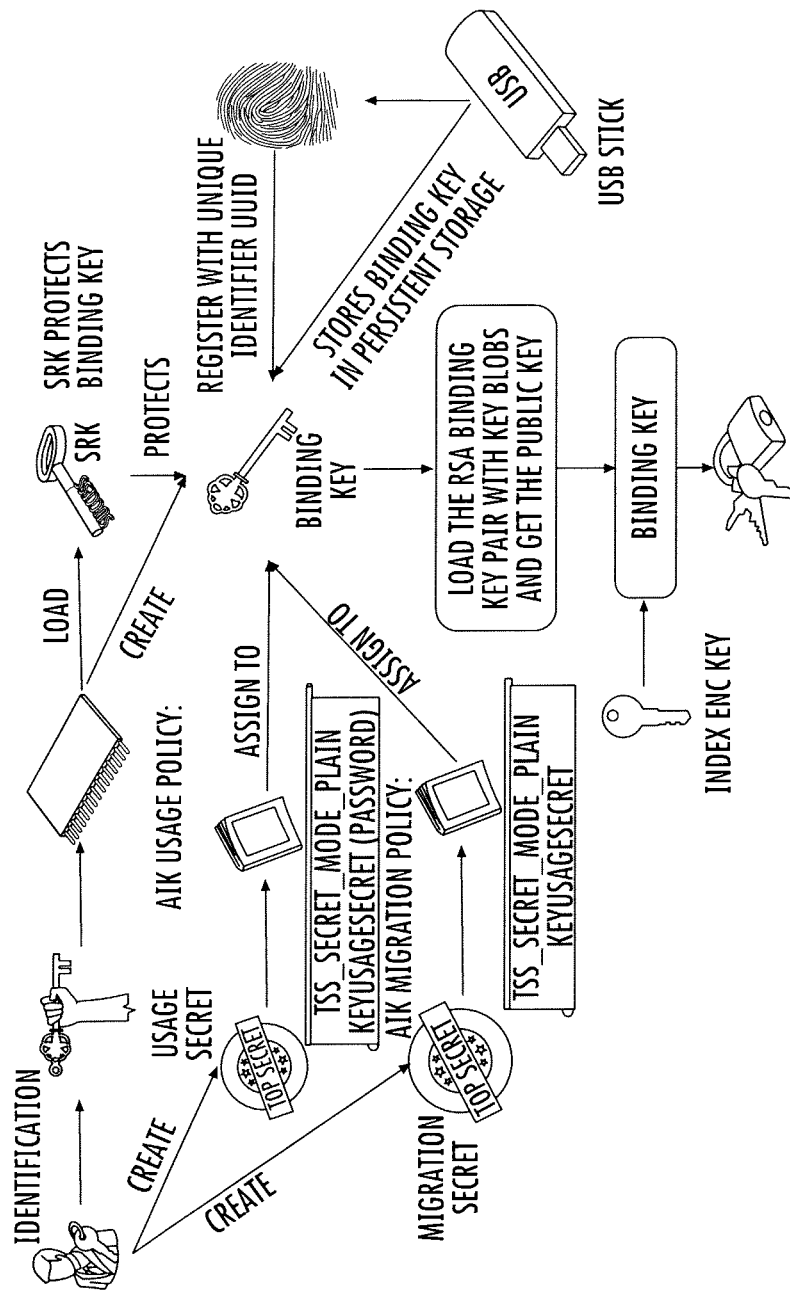 IDENTIFICATION
USAGE
SECRET
CREATE
CREATE
TOP SECRET
MIGRATION
SECRET
TOP SECRET
AIK USAGE POLICY:
TSS_SECRET_MODE_PLAIN
KEYUSAGESECRET (PASSWORD)
AIK MIGRATION POLICY:
TSS_SECRET_MODE_PLAIN
KEYUSAGESECRET
LOAD
CREATE
ASSIGN TO
ASSIGN TO
SRK
SRK PROTECTS
BINDING KEY
PROTECTS
BINDING
KEY
REGISTER WITH UNIQUE
IDENTIFIER UUID
STORES BINDING KEY
IN PERSISTENT STORAGE
USB
USB STICK
LOAD THE RSA BINDING
KEY PAIR WITH KEY BLOBS
AND GET THE PUBLIC KEY
INDEX ENC KEY
BINDING KEY